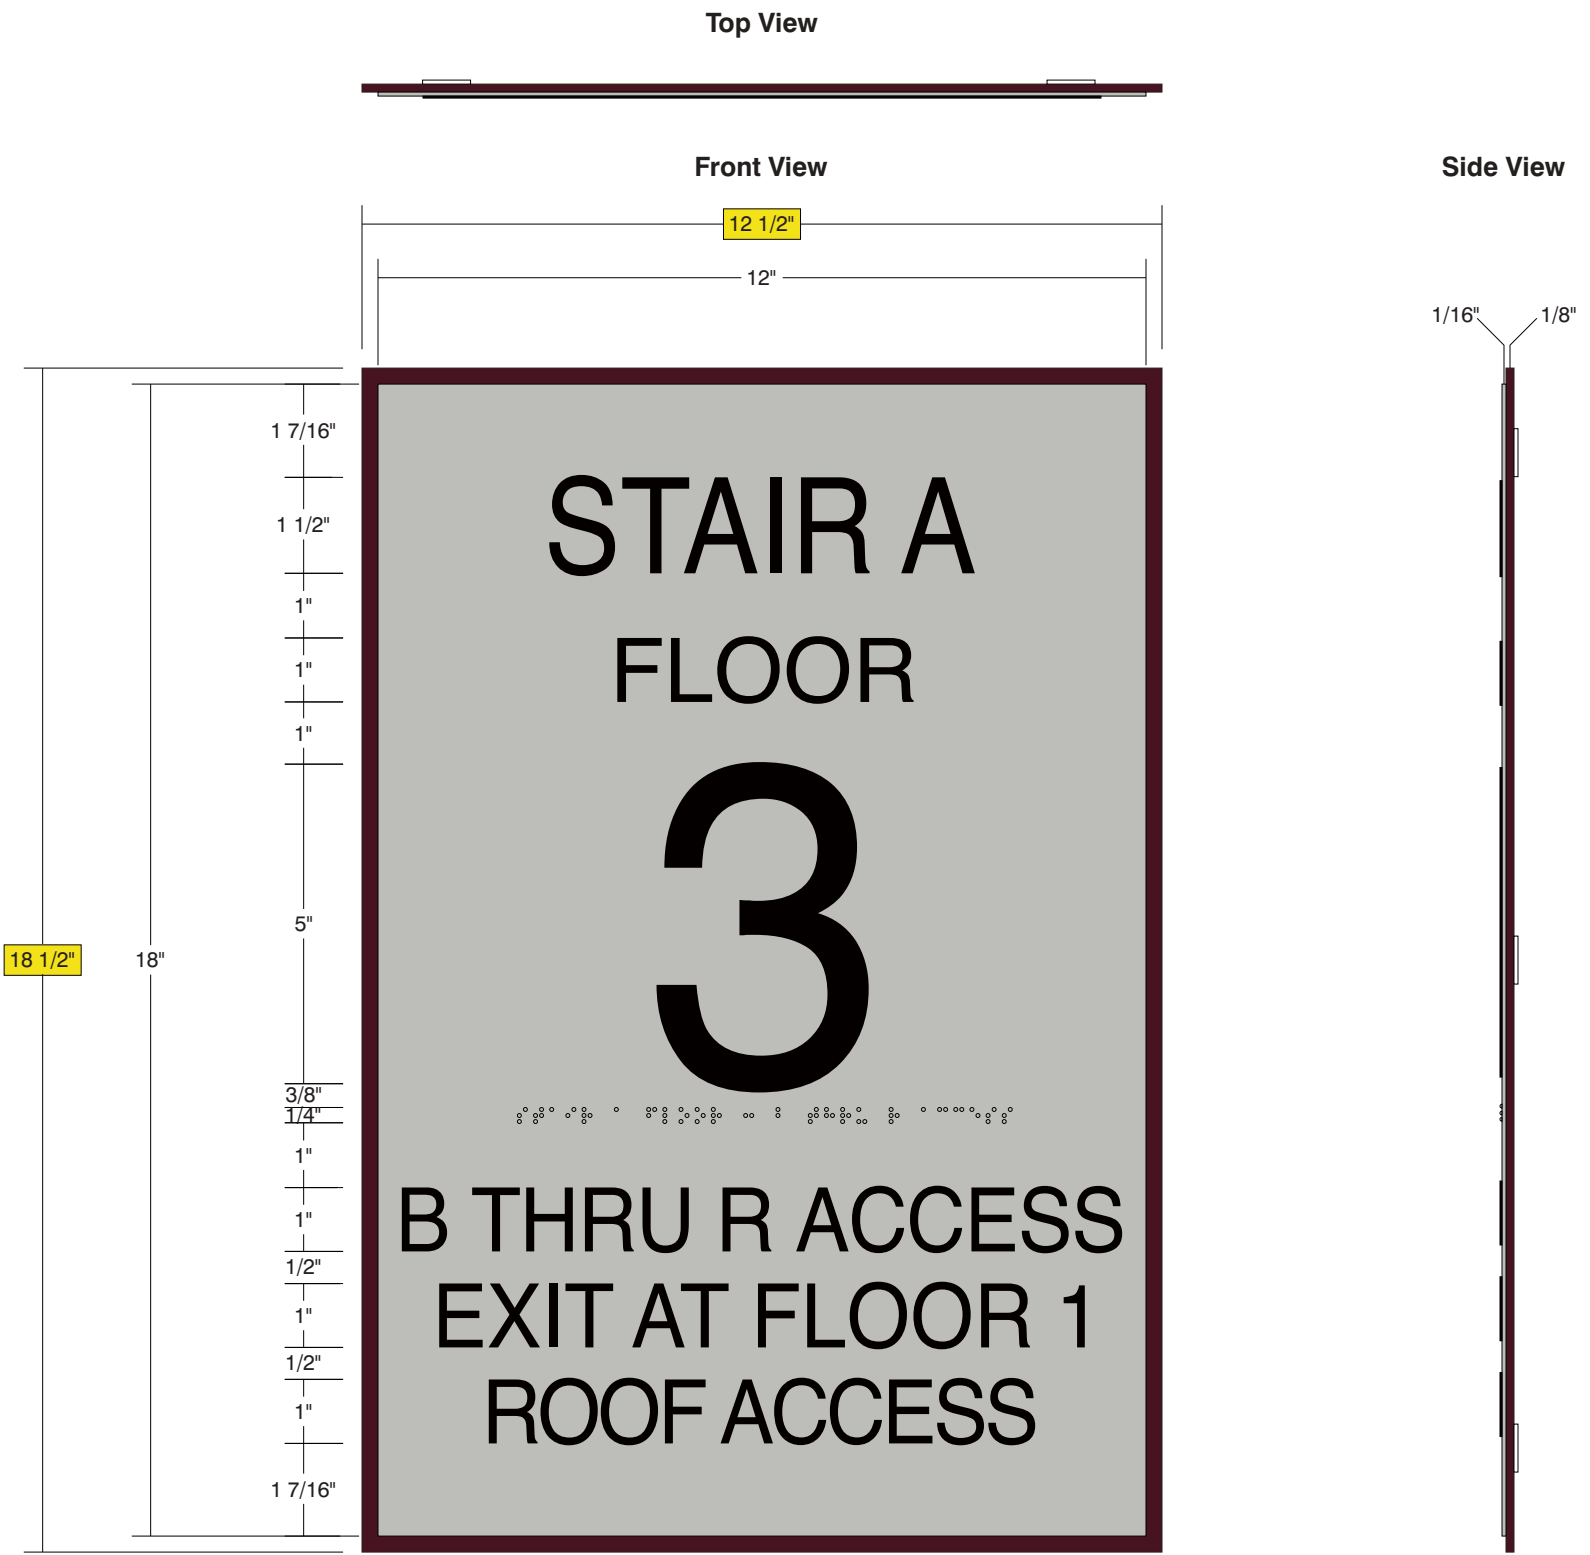 Top View
Front View
Side View
12 1/2"
12"
1/16"
1/8"
1 7/16"
1 1/2"
1"
1"
1"
5"
18 1/2"
18"
3/8"
1/4"
1"
1"
1/2"
1"
1/2"
1"
1 7/16"
STAIR A
FLOOR
3
B THRU R ACCESS
EXIT AT FLOOR 1
ROOF ACCESS